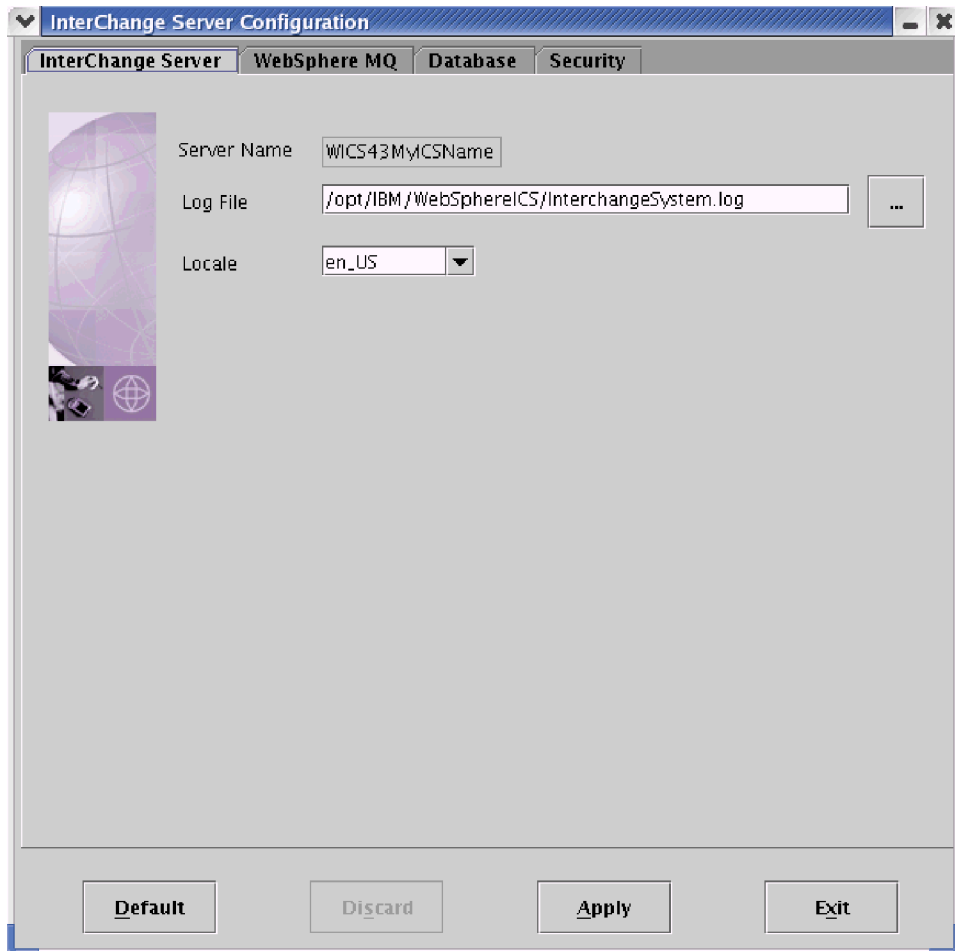 InterChange Server Configuration
InterChange Server WebSphere MQ Database Security
Server Name WICS43MyICSName
Log File /opt/IBM/WebSphereICS/InterchangeSystem.log ...
Locale en_US
Default Discard Apply Exit